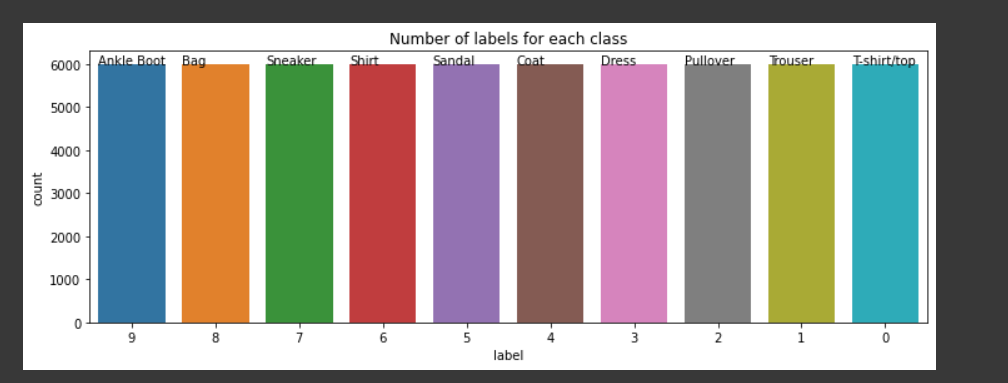 Number of labels for each class
Ankle Boot Bag Sneaker Shirt Sandal Coat Dress Pullover Trouser T-shirt/top
6000
5000
4000
3000
2000
1000
0
count
9 8 7 6 5 4 3 2 1 0
label